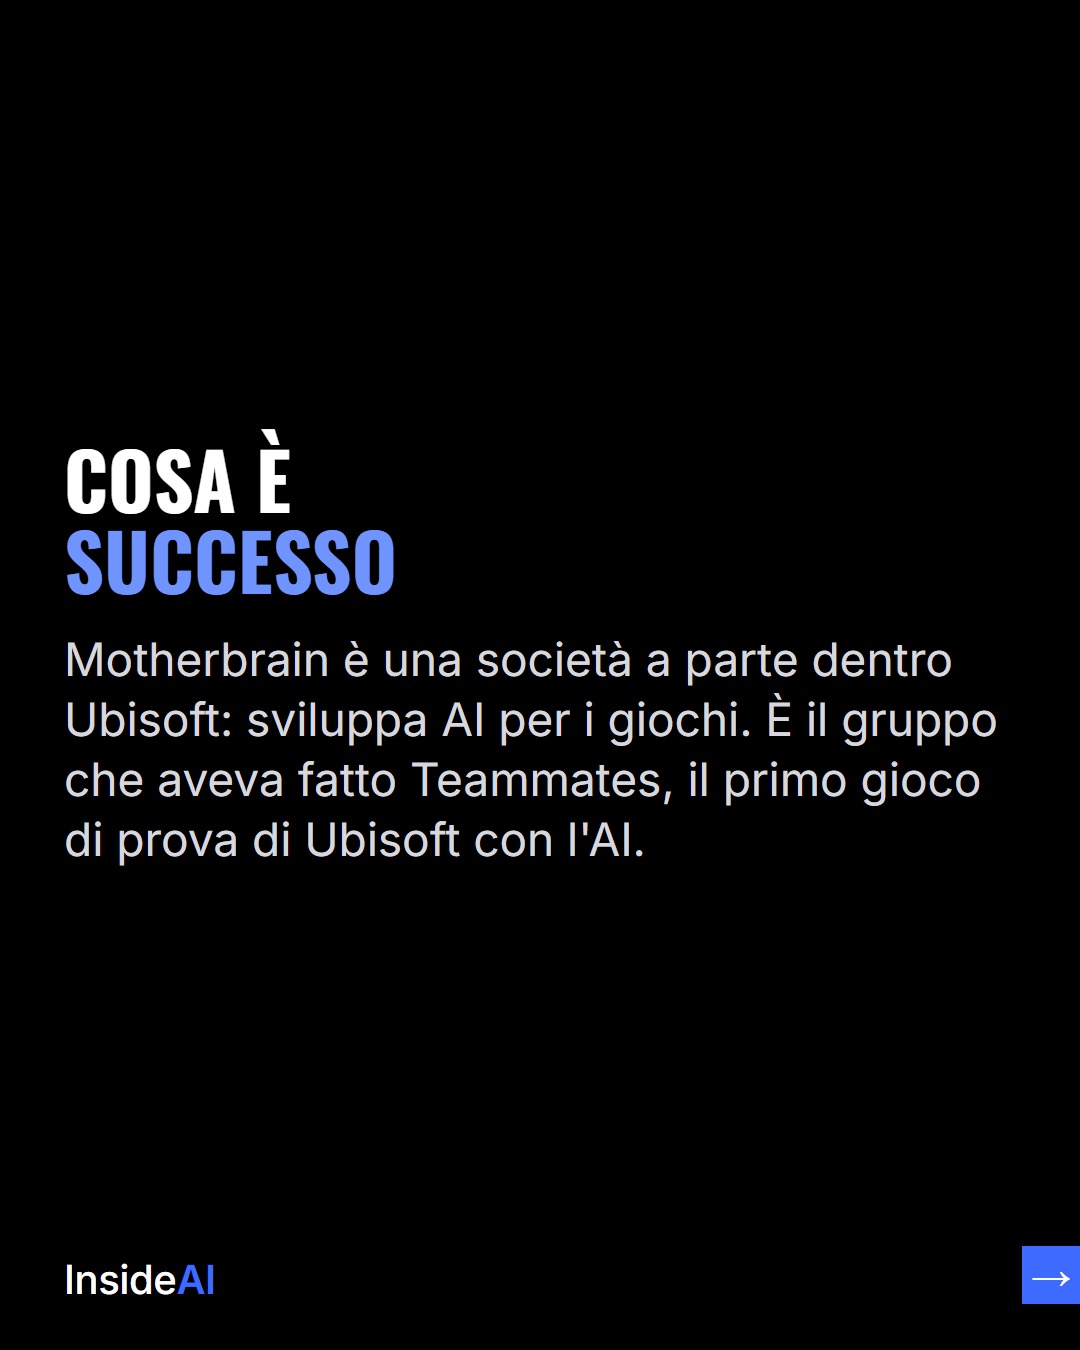 COSA È
SUCCESSO
Motherbrain è una società a parte dentro
Ubisoft: sviluppa AI per i giochi. È il gruppo
che aveva fatto Teammates, il primo gioco
di prova di Ubisoft con l'AI.
InsideAI
→